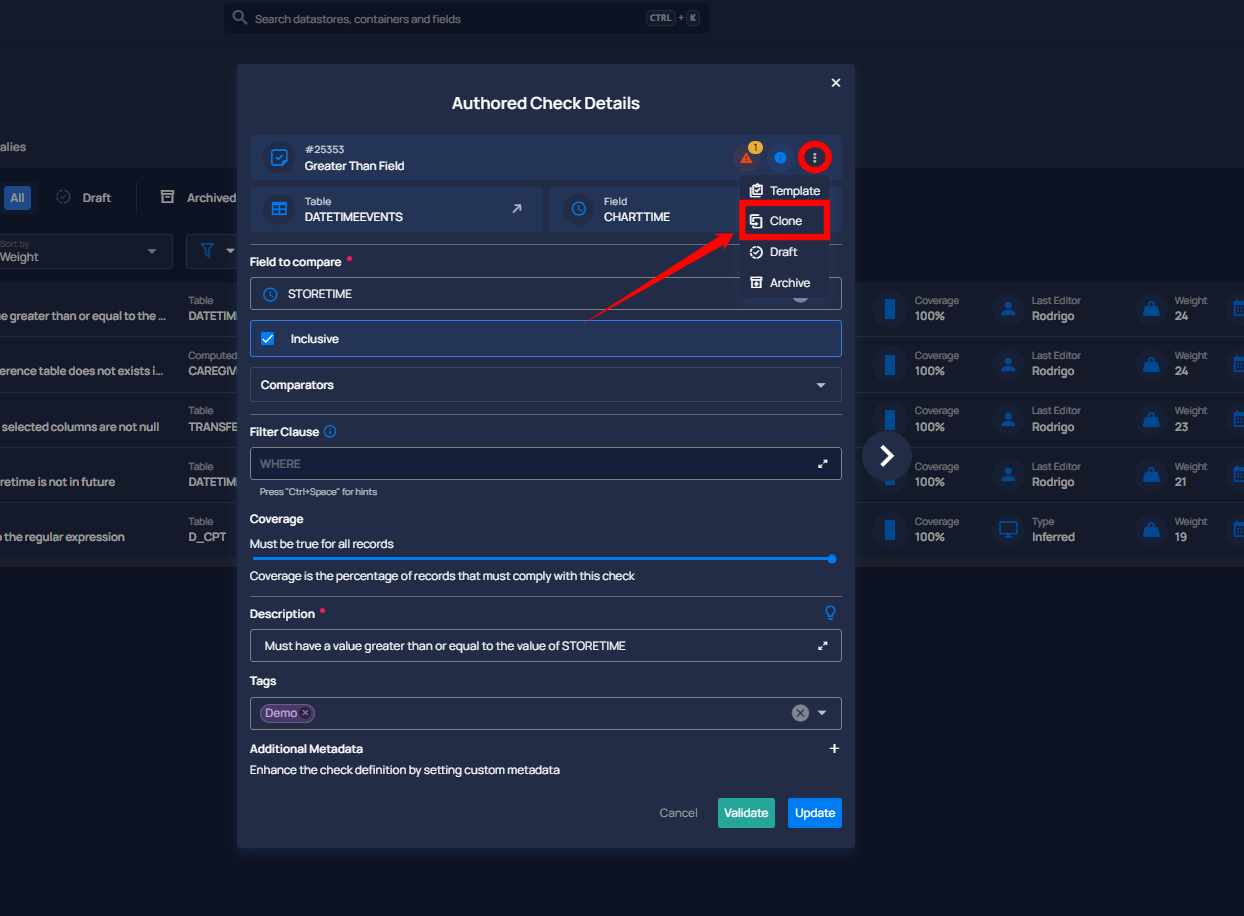 Search datastores, containers and fields CTRL + K
Authored Check Details
#25353
Greater Than Field
1
Template
Clone
Draft
Archive
Table
DATETIMEEVENTS
Field
CHARTTIME
Field to compare *
STORETIME
Inclusive
Comparators
Filter Clause
WHERE
Press "Ctrl+Space" for hints
Coverage
Must be true for all records
Coverage is the percentage of records that must comply with this check
Description *
Must have a value greater than or equal to the value of STORETIME
Tags
Demo
Additional Metadata
Enhance the check definition by setting custom metadata
Cancel Validate Update
alies
All Draft Archived
Sort by
Weight
Table Coverage Last Editor Weight
e greater than or equal to the ... DATETIM 100% Rodrigo 24
Computed Coverage Last Editor Weight
erence table does not exists i... CAREGIV 100% Rodrigo 24
Table Coverage Last Editor Weight
selected columns are not null TRANSFE 100% Rodrigo 23
Table Coverage Last Editor Weight
retime is not in future DATETIM 100% Rodrigo 21
Table Coverage Type Weight
o the regular expression D_CPT 100% Inferred 19